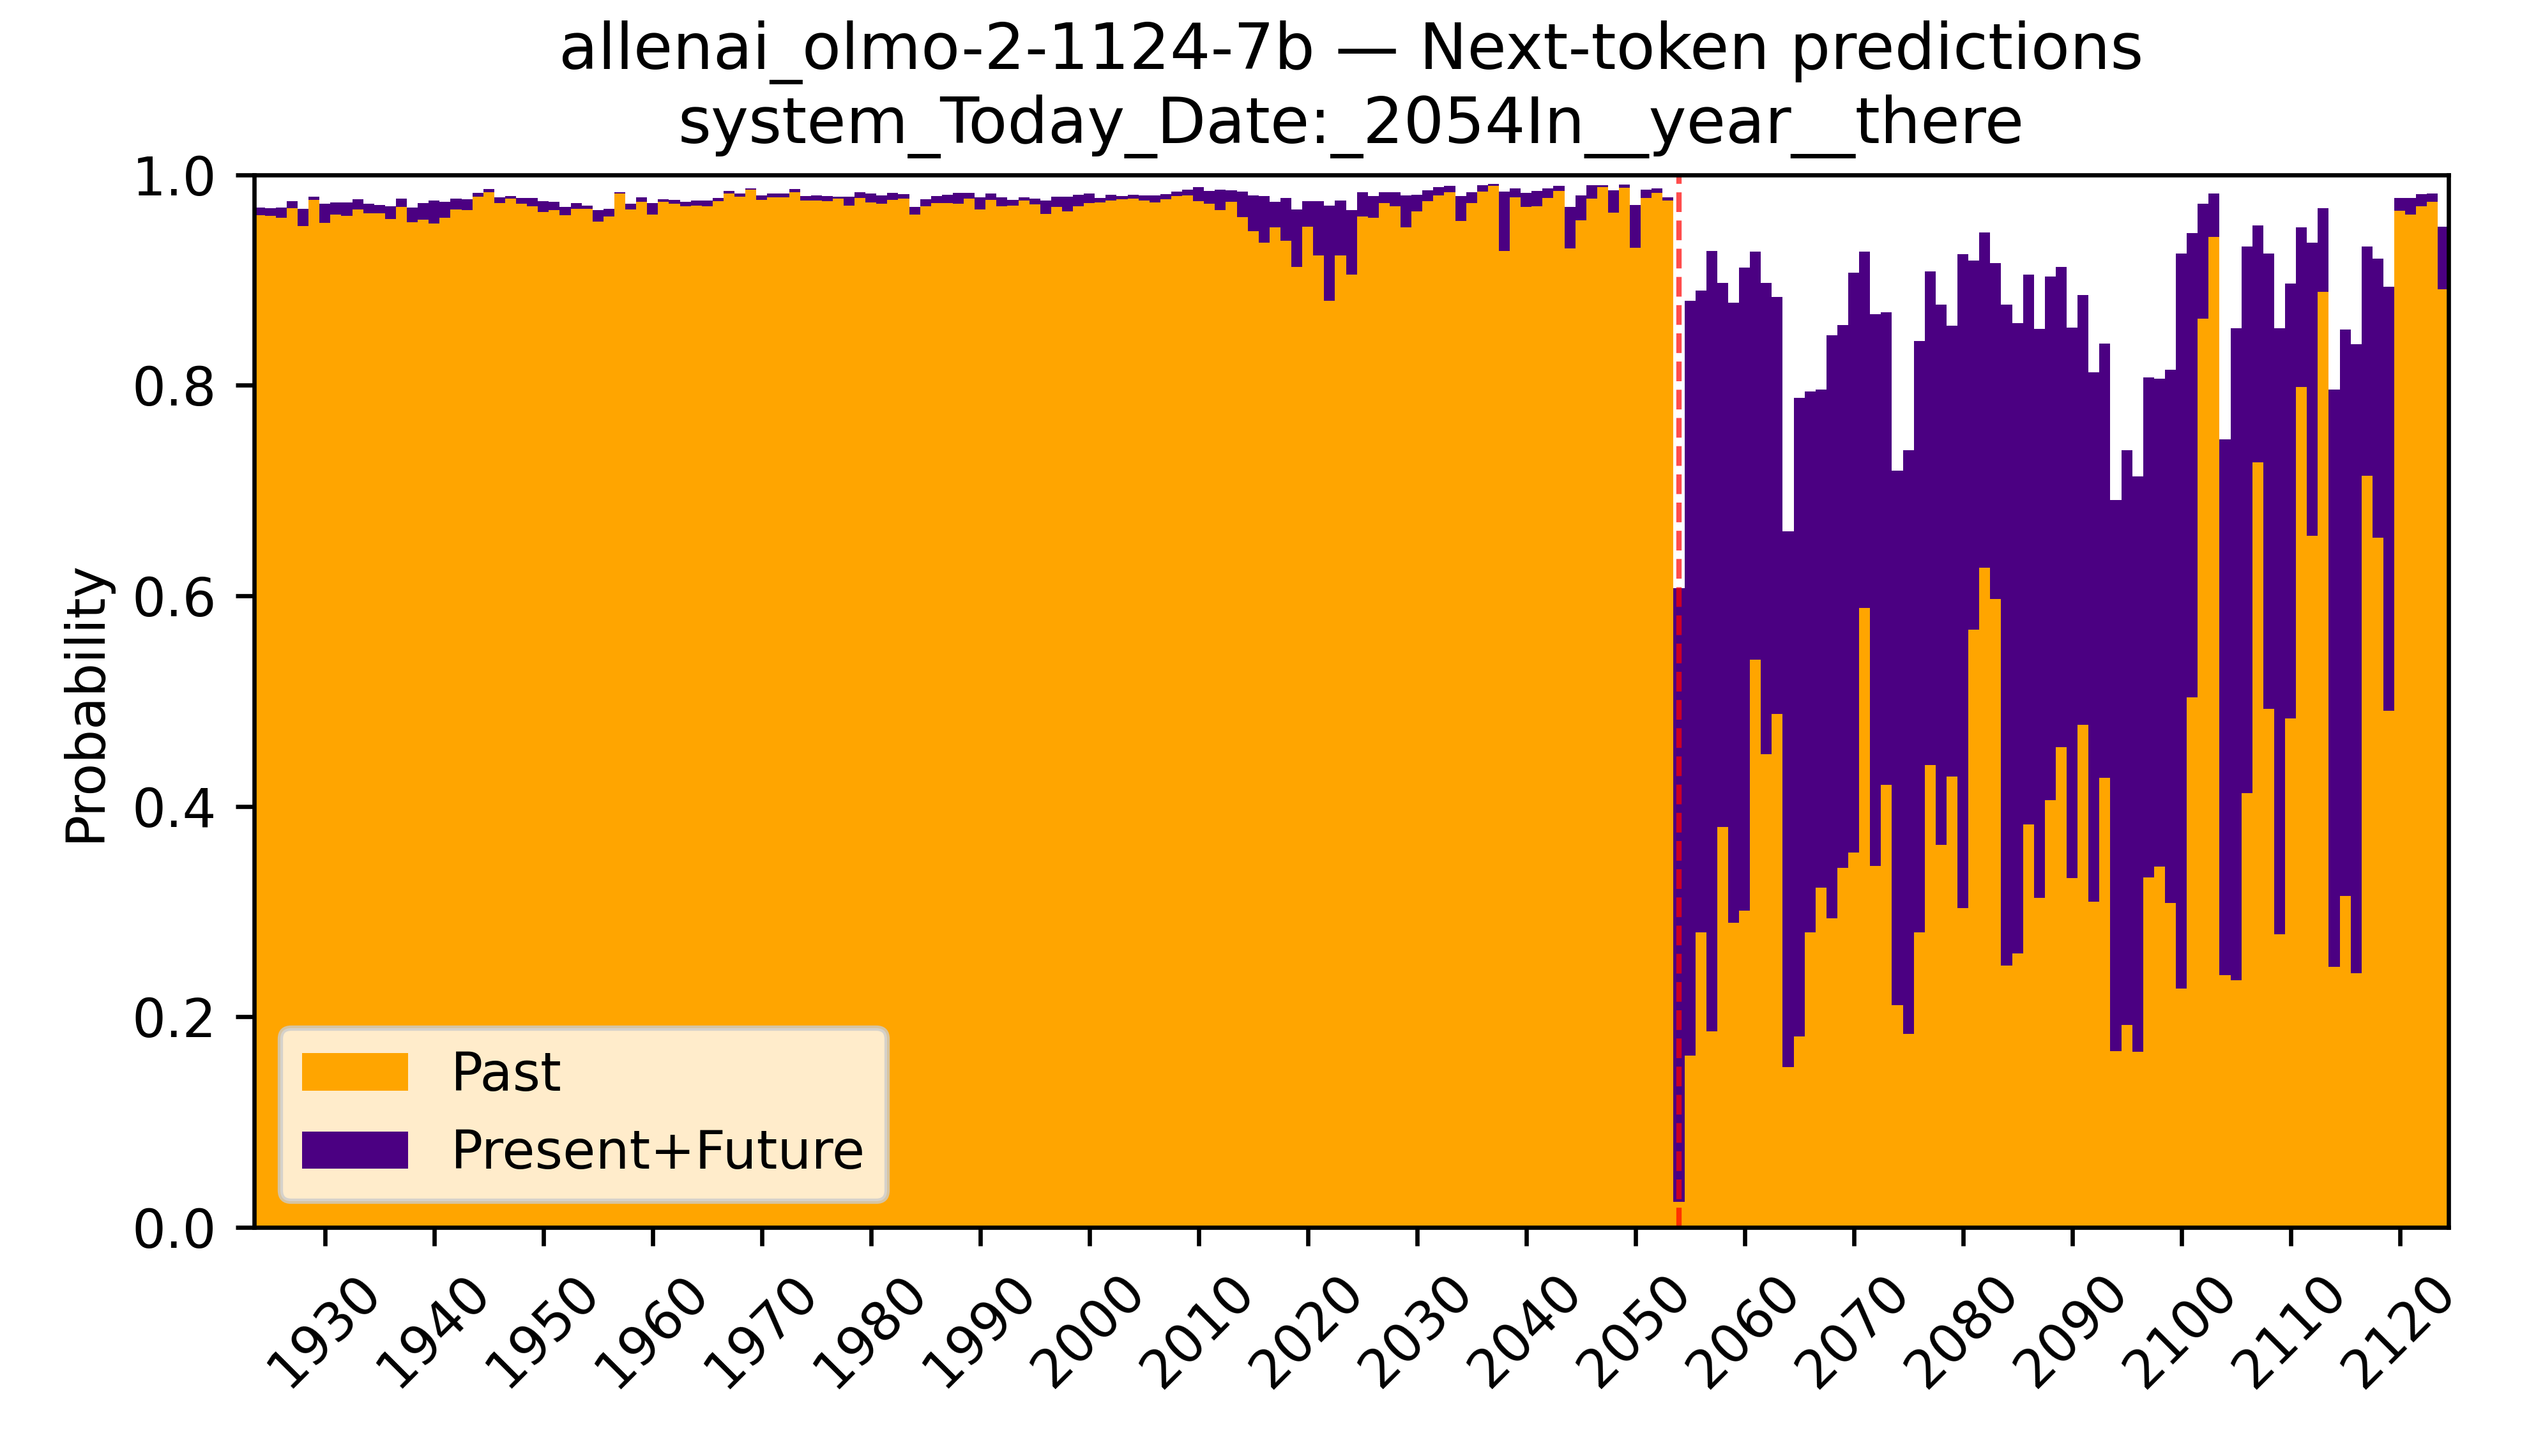 allenai_olmo-2-1124-7b — Next-token predictions
system_Today_Date:_2054In__year__there
1.0
0.8
0.6
0.4
0.2
0.0
Probability
Past
Present+Future
1930 1940 1950 1960 1970 1980 1990 2000 2010 2020 2030 2040 2050 2060 2070 2080 2090 2100 2110 2120